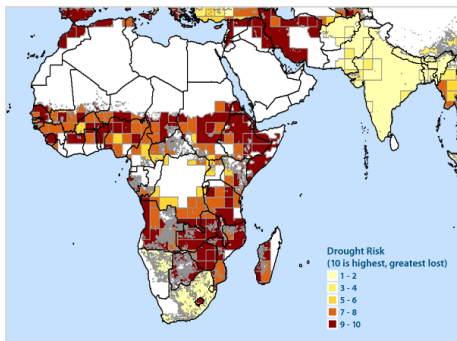 Drought Risk
(10 is highest, greatest lost)
1 - 2
3 - 4
5 - 6
7 - 8
9 - 10